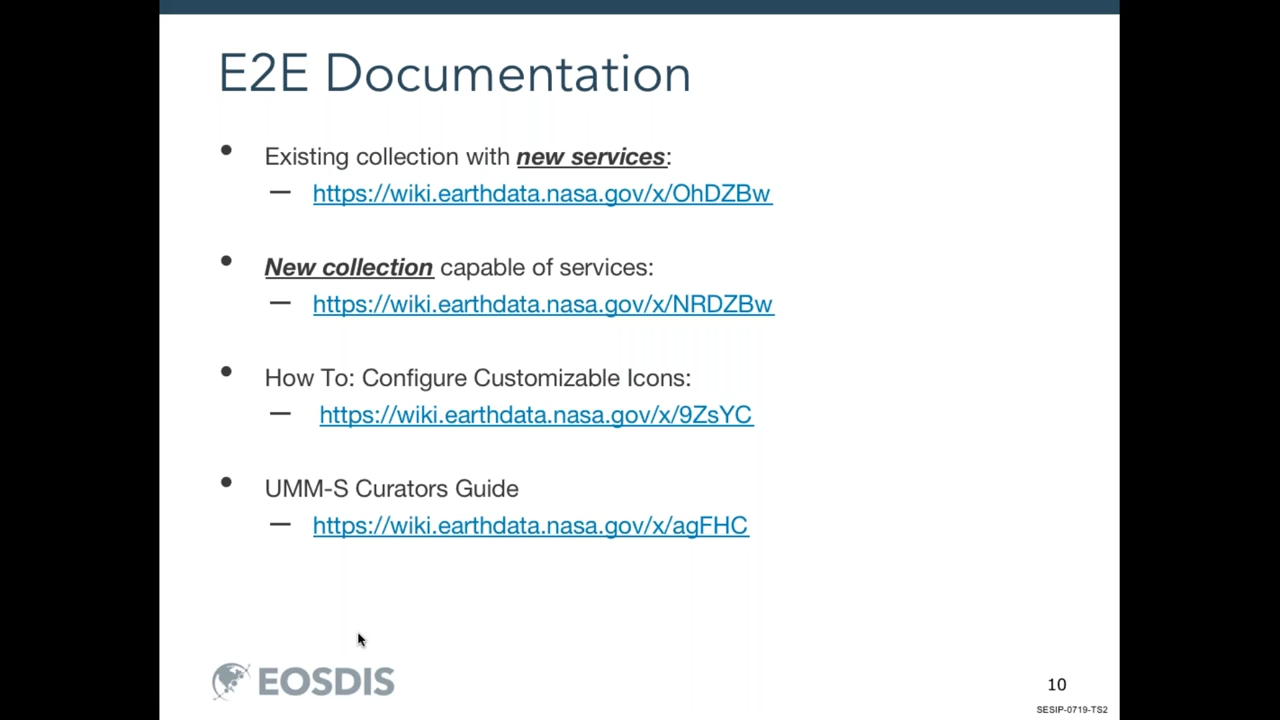 E2E Documentation
• Existing collection with new services:
— https://wiki.earthdata.nasa.gov/x/OhDZBw
• New collection capable of services:
— https://wiki.earthdata.nasa.gov/x/NRDZBw
• How To: Configure Customizable Icons:
— https://wiki.earthdata.nasa.gov/x/9ZsYC
• UMM-S Curators Guide
— https://wiki.earthdata.nasa.gov/x/agFHC
EOSDIS
10
SESIP-0719-TS2